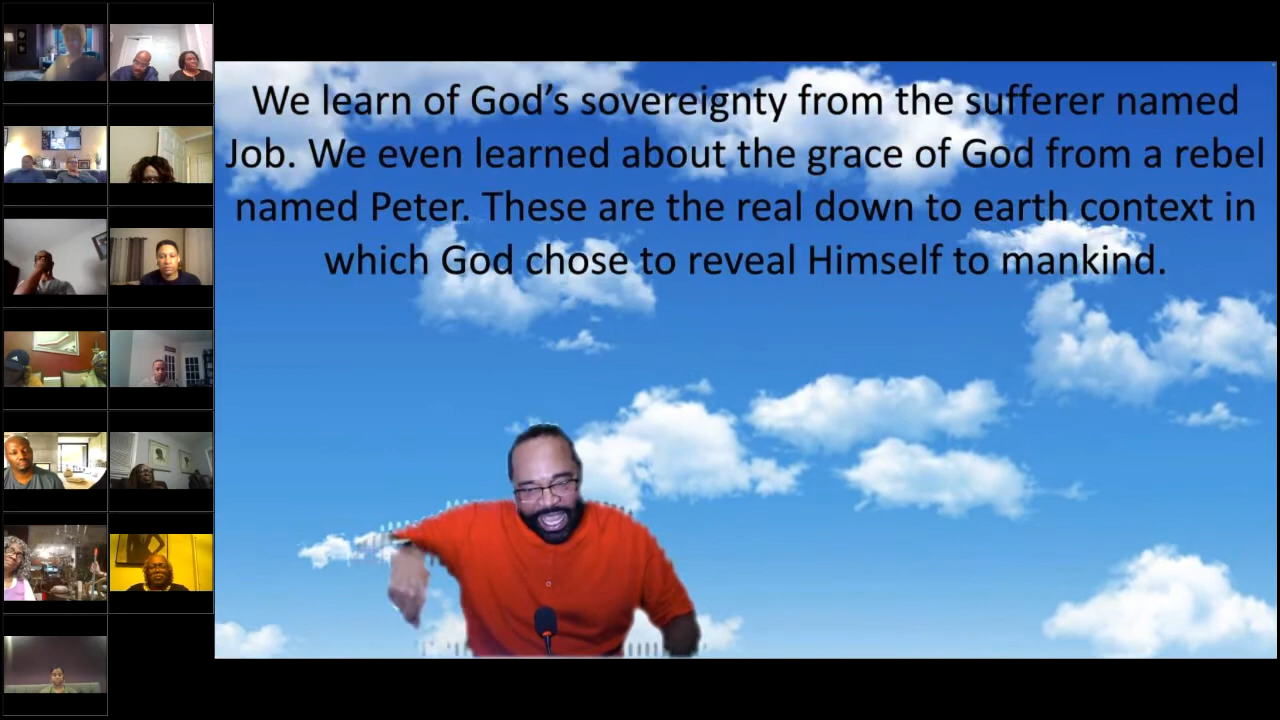 We learn of God’s sovereignty from the sufferer named
Job. We even learned about the grace of God from a rebel
named Peter. These are the real down to earth context in
which God chose to reveal Himself to mankind.